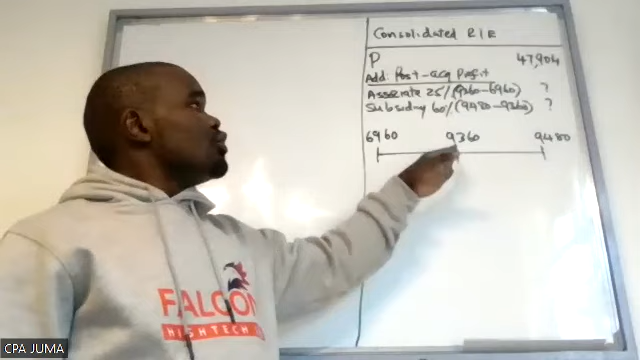 Consolidated R/E
P 47,904
Add: Post-acq Profit
Associate 25%(9360-6960) ?
Subsidiary 60%(9480-9360) ?
6960 9360 9480
FALCON
HIGHTECH
CPA JUMA